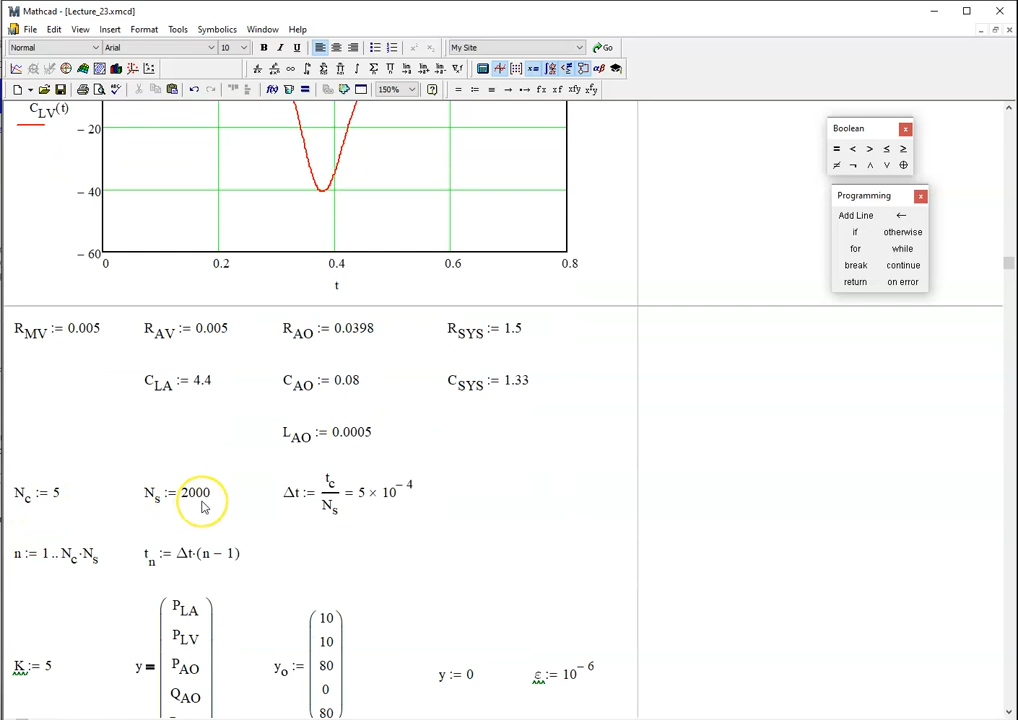 Mathcad - [Lecture_23.xmcd]
File Edit View Insert Format Tools Symbolics Window Help
Normal Arial 10 B I U My Site Go
150%
C_LV(t)
− 20
− 40
− 60
0 0.2 0.4 0.6 0.8
t
Boolean
= < > ≤ ≥
≠ ¬ ∧ ∨ ⊕
Programming
Add Line ←
if otherwise
for while
break continue
return on error
R_MV := 0.005 R_AV := 0.005 R_AO := 0.0398 R_SYS := 1.5
C_LA := 4.4 C_AO := 0.08 C_SYS := 1.33
L_AO := 0.0005
N_c := 5 N_s := 2000 Δt := t_c / N_s = 5 × 10^−4
n := 1 .. N_c·N_s t_n := Δt·(n − 1)
P_LA
P_LV
P_AO
Q_AO
10
10
80
0
80
K := 5 y = y_o := y := 0 ε := 10^−6